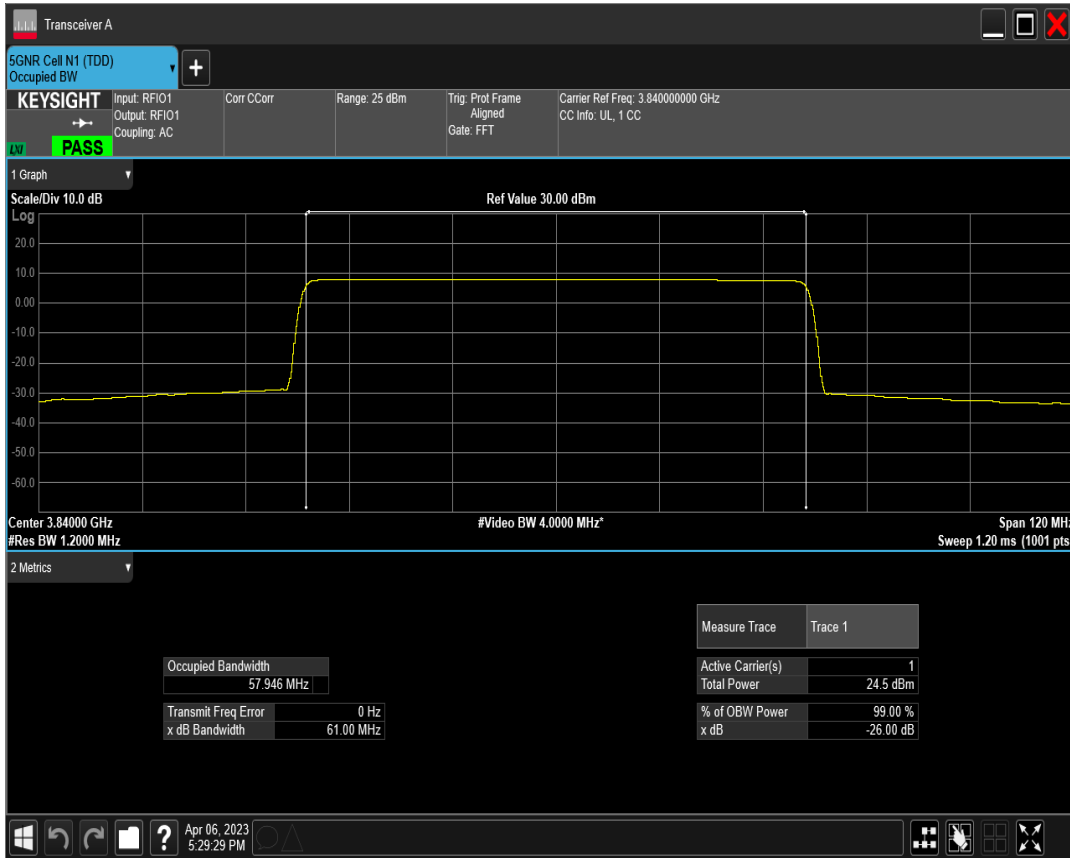 Transceiver A
5GNR Cell N1 (TDD)
Occupied BW
+
KEYSIGHT
LXI
PASS
Input: RFIO1
Output: RFIO1
Coupling: AC
Corr CCorr
Range: 25 dBm
Trig: Prot Frame
Aligned
Gate: FFT
Carrier Ref Freq: 3.840000000 GHz
CC Info: UL, 1 CC
1 Graph
Scale/Div 10.0 dB
Ref Value 30.00 dBm
Log
20.0
10.0
0.00
-10.0
-20.0
-30.0
-40.0
-50.0
-60.0
Center 3.84000 GHz
#Video BW 4.0000 MHz*
Span 120 MHz
#Res BW 1.2000 MHz
Sweep 1.20 ms (1001 pts
2 Metrics
Measure Trace Trace 1
Occupied Bandwidth
57.946 MHz
Active Carrier(s) 1
Total Power 24.5 dBm
Transmit Freq Error 0 Hz
x dB Bandwidth 61.00 MHz
% of OBW Power 99.00 %
x dB -26.00 dB
?
Apr 06, 2023
5:29:29 PM